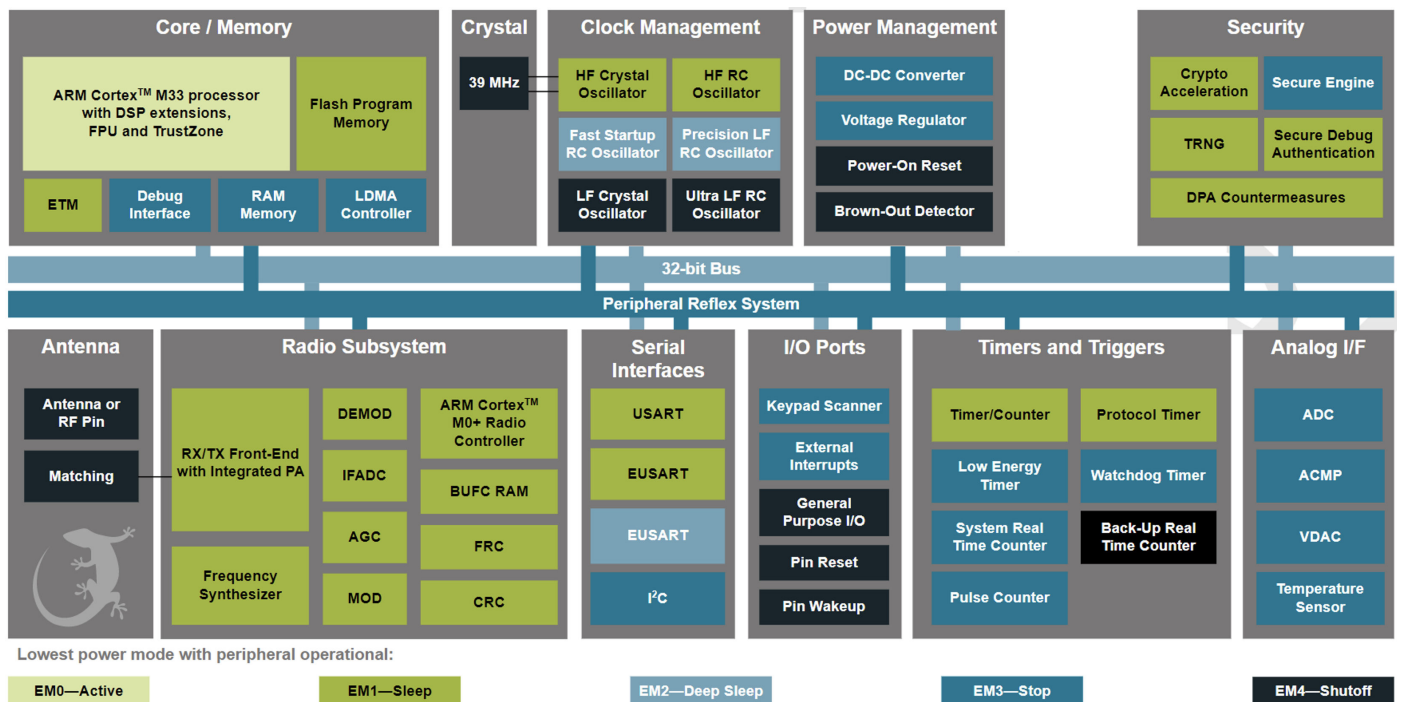 Core / Memory
ARM Cortex™ M33 processor
with DSP extensions,
FPU and TrustZone
Flash Program
Memory
ETM
Debug
Interface
RAM
Memory
LDMA
Controller
Crystal
39 MHz
Clock Management
HF Crystal
Oscillator
HF RC
Oscillator
Fast Startup
RC Oscillator
Precision LF
RC Oscillator
LF Crystal
Oscillator
Ultra LF RC
Oscillator
Power Management
DC-DC Converter
Voltage Regulator
Power-On Reset
Brown-Out Detector
Security
Crypto
Acceleration
Secure Engine
TRNG
Secure Debug
Authentication
DPA Countermeasures
32-bit Bus
Peripheral Reflex System
Antenna
Antenna or
RF Pin
Matching
Radio Subsystem
RX/TX Front-End
with Integrated PA
Frequency
Synthesizer
DEMOD
IFADC
AGC
MOD
ARM Cortex™
M0+ Radio
Controller
BUFC RAM
FRC
CRC
Serial
Interfaces
USART
EUSART
EUSART
I²C
I/O Ports
Keypad Scanner
External
Interrupts
General
Purpose I/O
Pin Reset
Pin Wakeup
Timers and Triggers
Timer/Counter
Protocol Timer
Low Energy
Timer
Watchdog Timer
System Real
Time Counter
Back-Up Real
Time Counter
Pulse Counter
Analog I/F
ADC
ACMP
VDAC
Temperature
Sensor
Lowest power mode with peripheral operational:
EM0—Active
EM1—Sleep
EM2—Deep Sleep
EM3—Stop
EM4—Shutoff